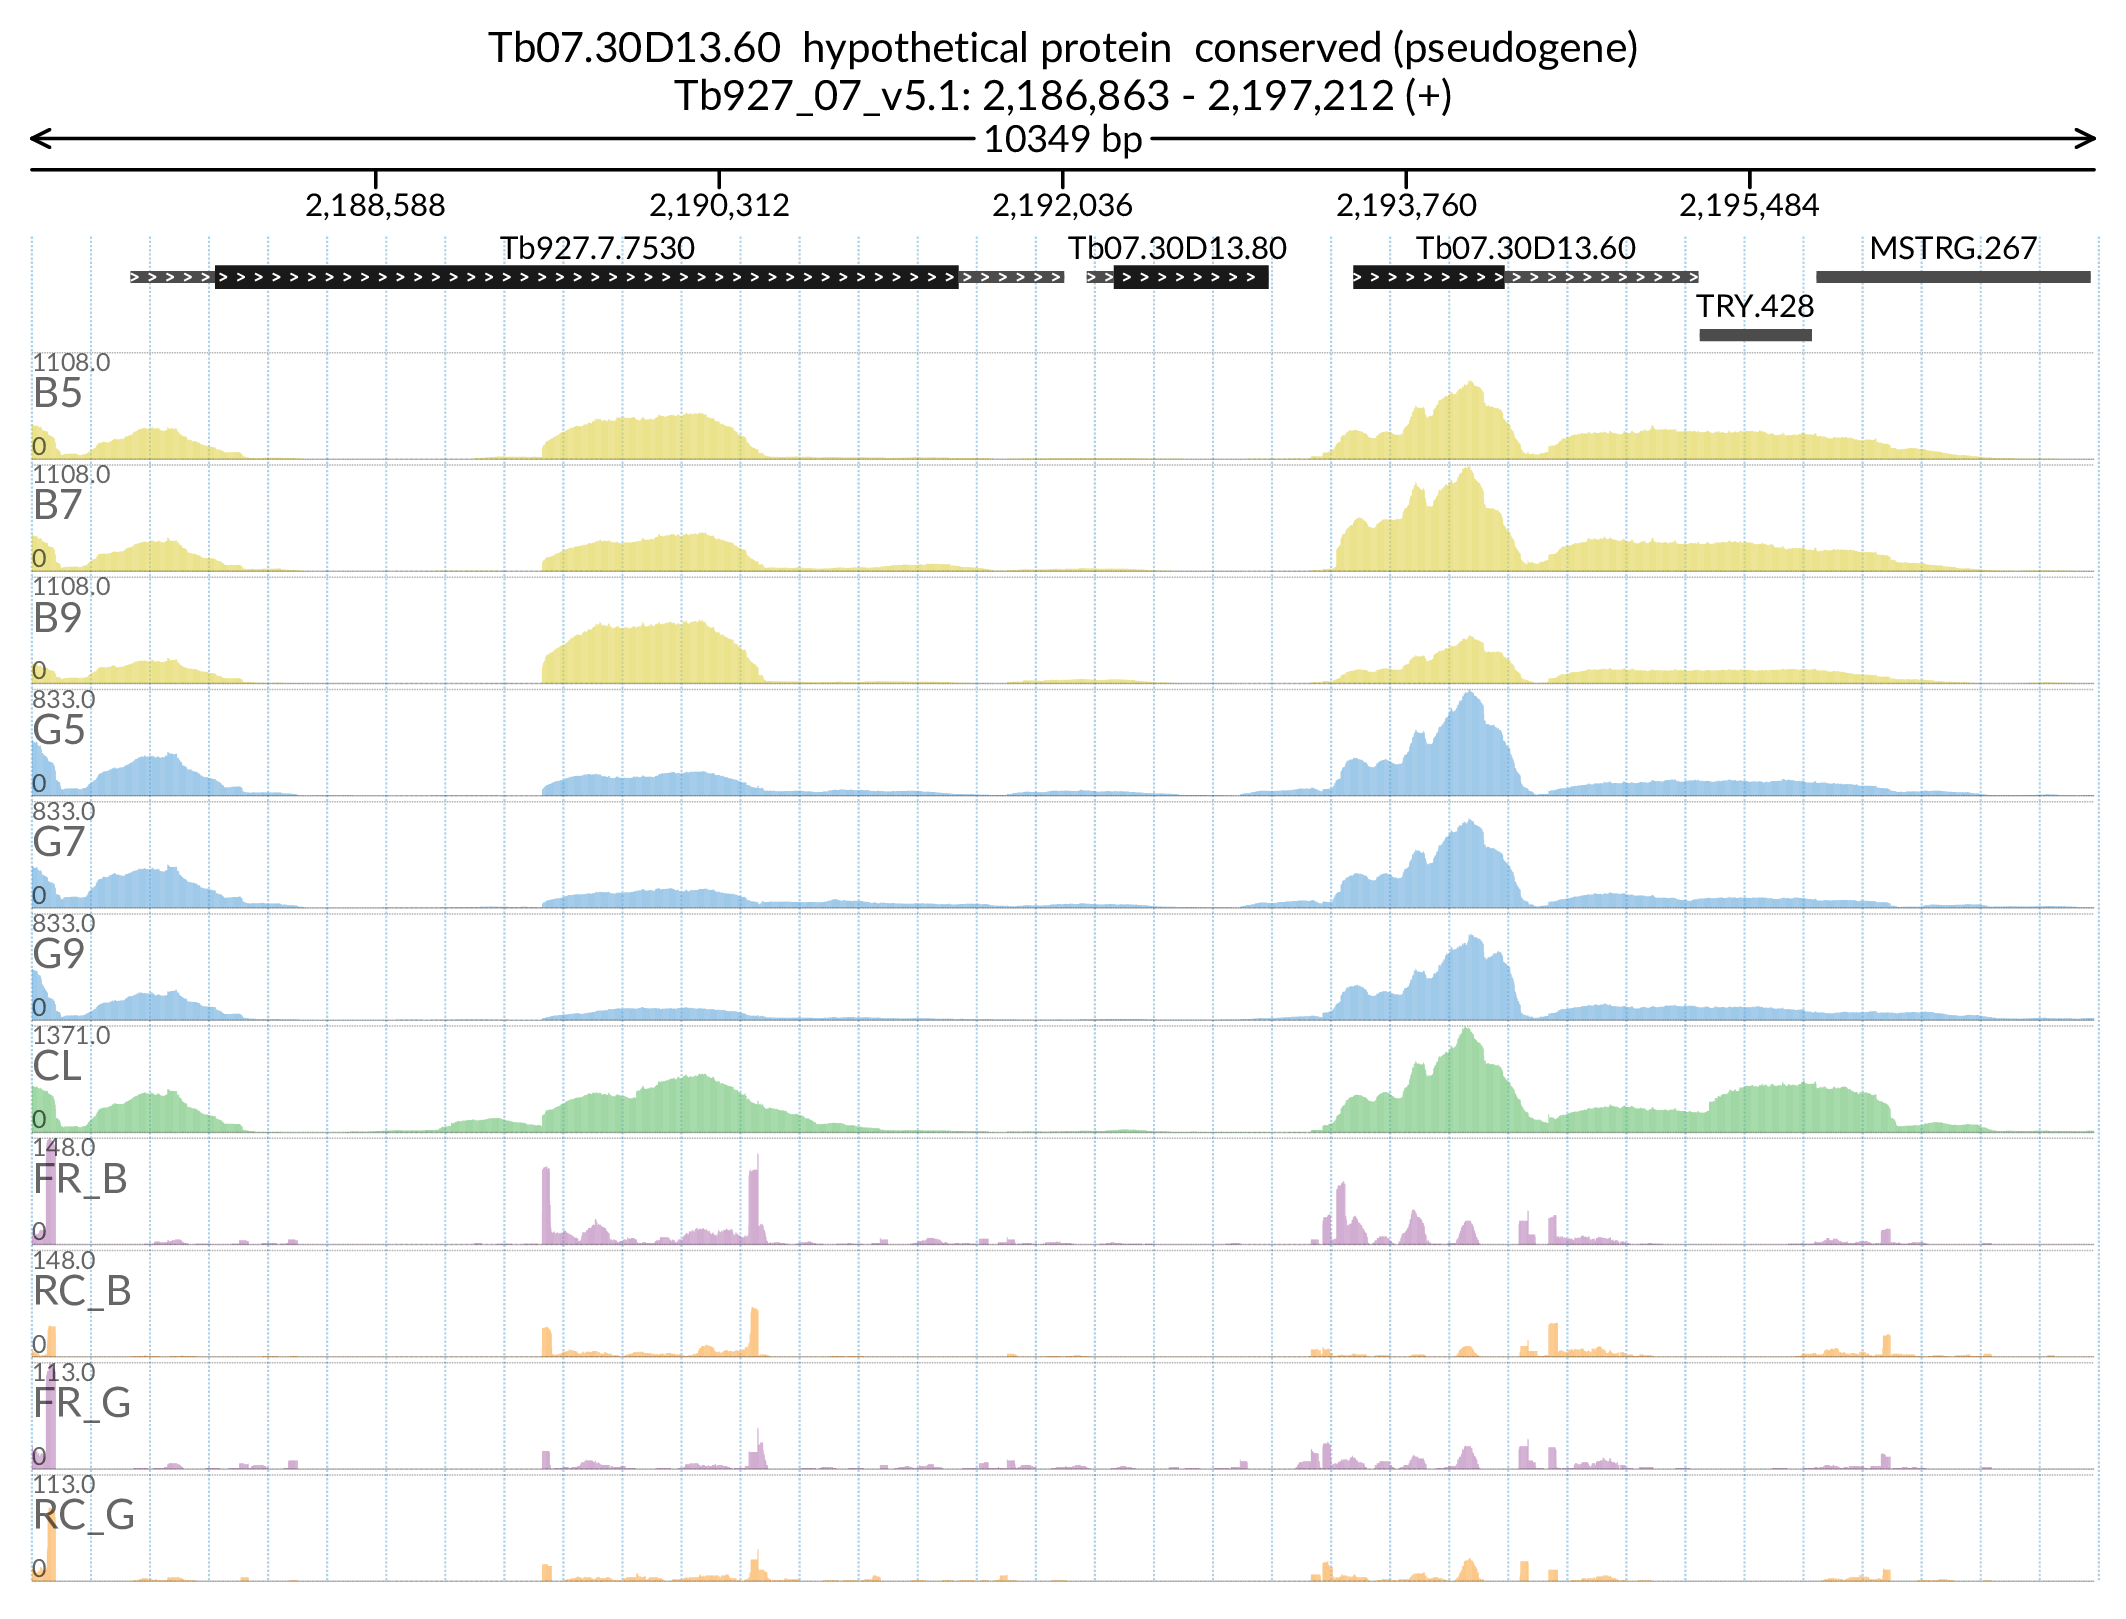 Tb07.30D13.60 hypothetical protein conserved (pseudogene)
Tb927_07_v5.1: 2,186,863 - 2,197,212 (+)
10349 bp
2,188,588 2,190,312 2,192,036 2,193,760 2,195,484
Tb927.7.7530 Tb07.30D13.80 Tb07.30D13.60 MSTRG.267
TRY.428
1108.0
B5
0
1108.0
B7
0
1108.0
B9
0
833.0
G5
0
833.0
G7
0
833.0
G9
0
1371.0
CL
0
148.0
FR_B
0
148.0
RC_B
0
113.0
FR_G
0
113.0
RC_G
0